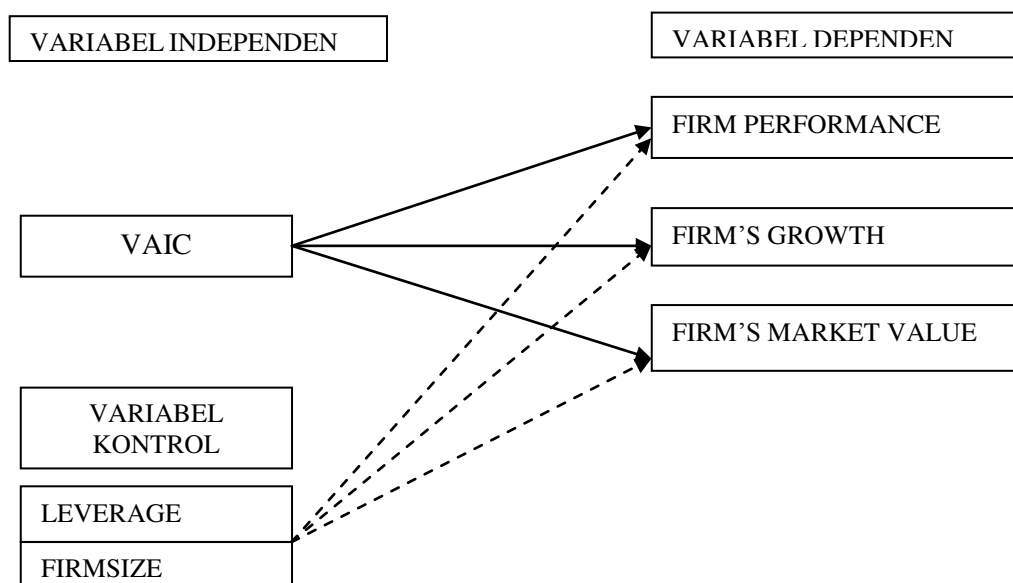 VARIABEL INDEPENDEN
VARIABEL DEPENDEN
FIRM PERFORMANCE
VAIC
FIRM’S GROWTH
FIRM’S MARKET VALUE
VARIABEL
KONTROL
LEVERAGE
FIRMSIZE